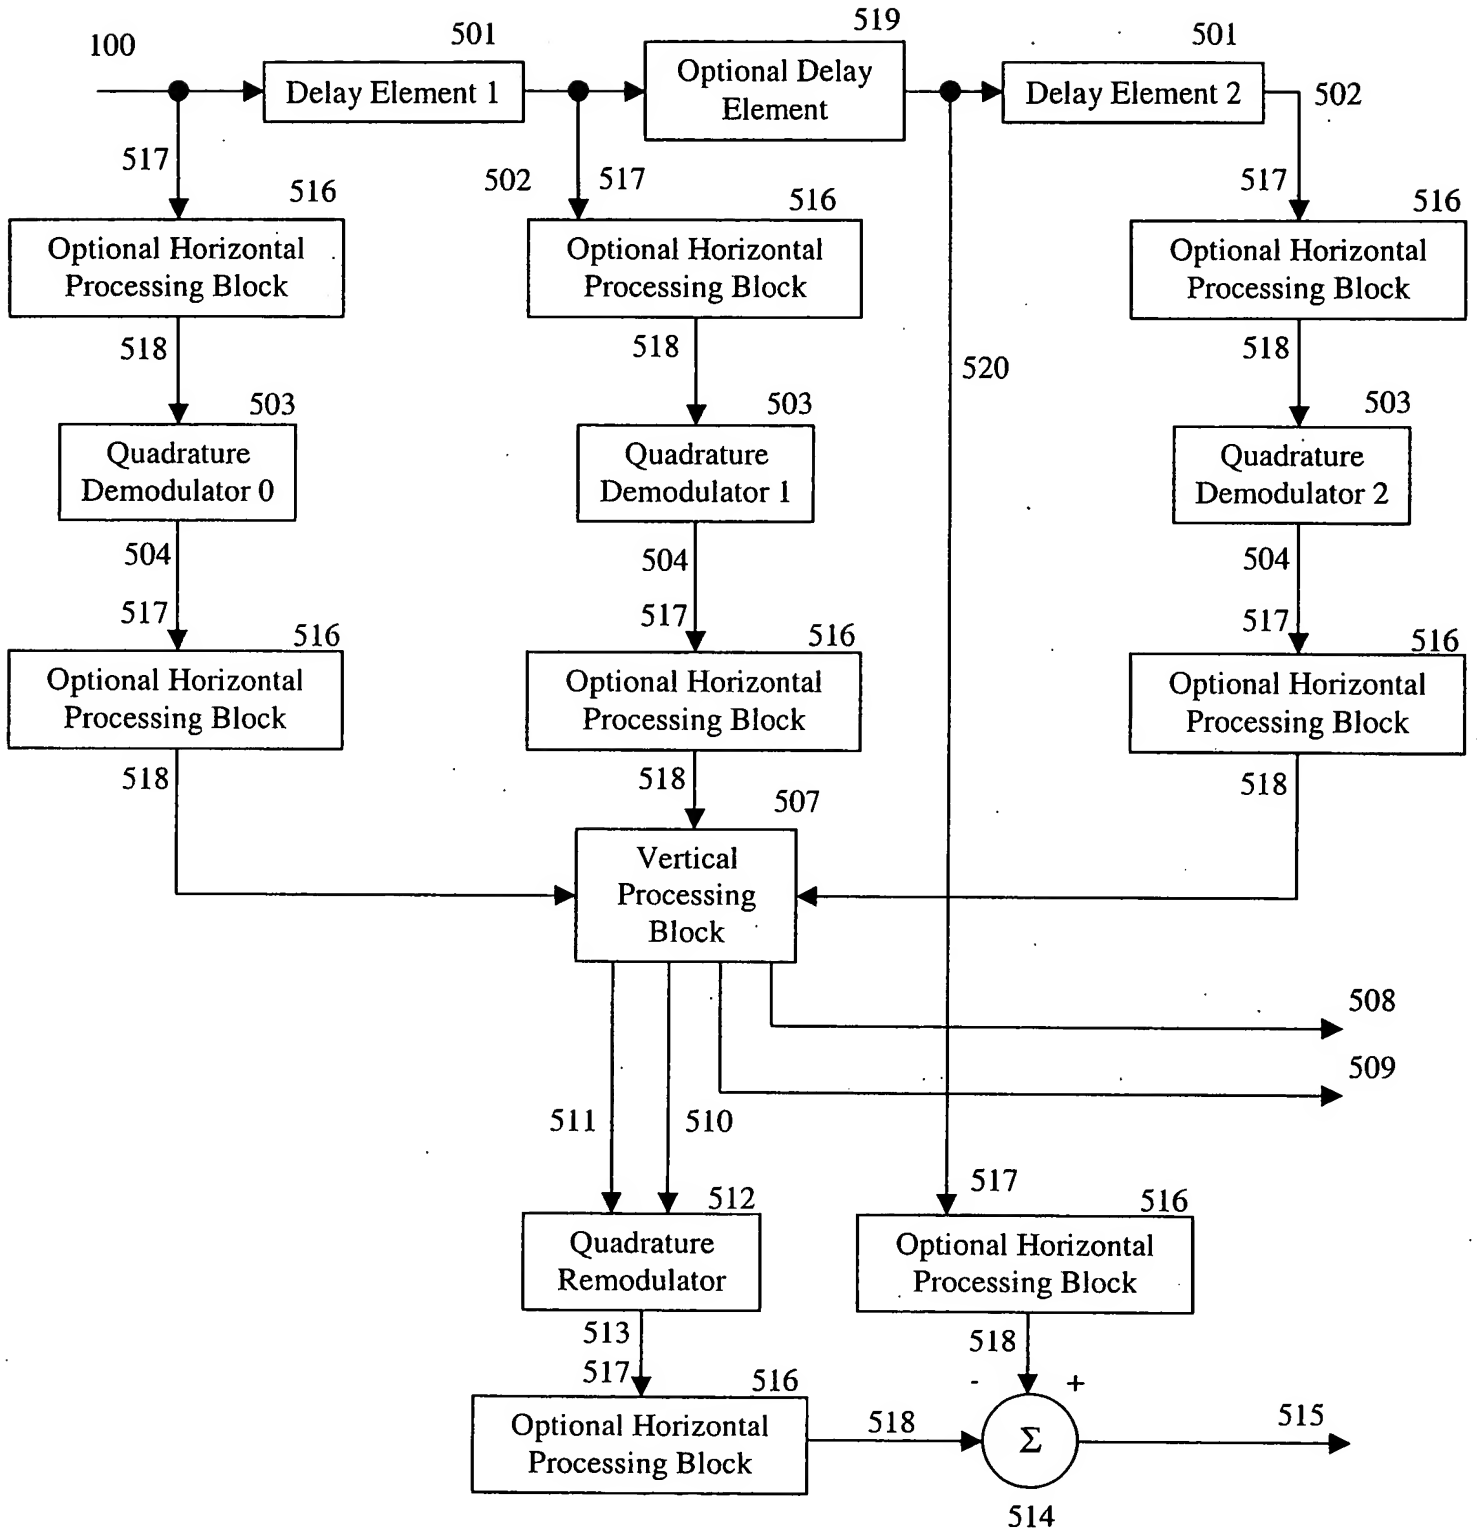 519
501
501
100
Optional Delay
Element
Delay Element 1
Delay Element 2
502
517
502
517
517
516
516
516
Optional Horizontal
Processing Block
Optional Horizontal
Processing Block
Optional Horizontal
Processing Block
518
518
518
520
503
503
503
Quadrature
Demodulator 0
Quadrature
Demodulator 1
Quadrature
Demodulator 2
504
504
504
517
517
517
516
516
516
Optional Horizontal
Processing Block
Optional Horizontal
Processing Block
Optional Horizontal
Processing Block
518
518
518
507
Vertical
Processing
Block
508
509
511
510
517
512
516
Quadrature
Remodulator
Optional Horizontal
Processing Block
513
518
517
516
-
+
Optional Horizontal
Processing Block
518
Σ
515
514